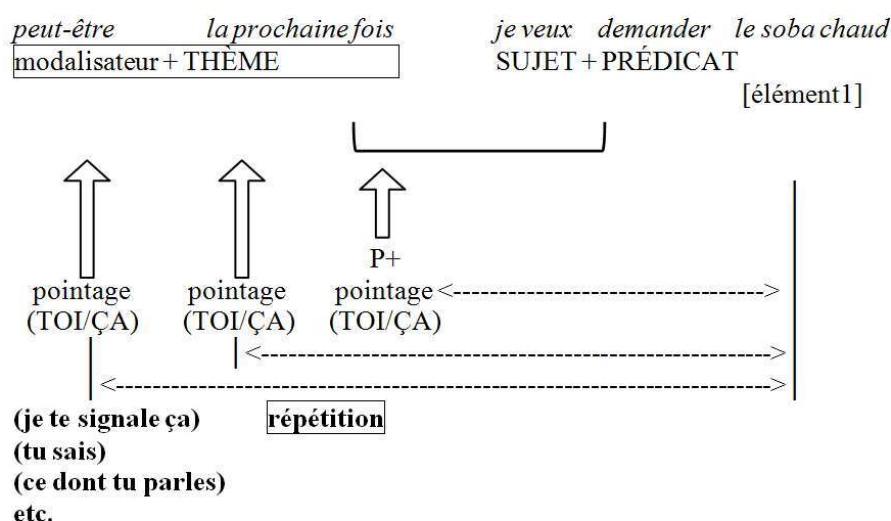 peut-être la prochaine fois je veux demander le soba chaud
modalisateur + THÈME SUJET + PRÉDICAT
[élément1]
P+
pointage pointage pointage <----------------------------->
(TOI/ÇA) (TOI/ÇA) (TOI/ÇA)
<----------------------------------------------->
<----------------------------------------------------------->
(je te signale ça) répétition
(tu sais)
(ce dont tu parles)
etc.